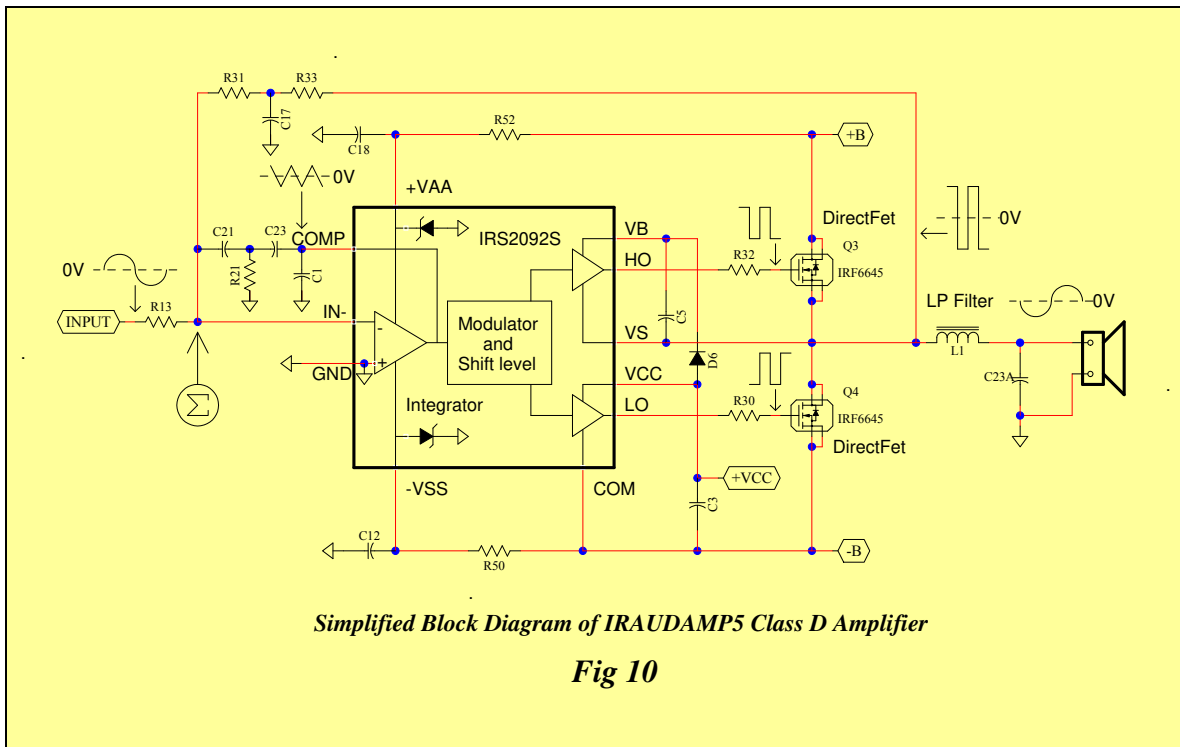 R31
R33
C17
R52
+B
C18
0V
+VAA
0V
DirectFet
IRS2092S
VB
HO
R32
Q3
IRF6645
C21
C23
COMP
R21
C1
0V
LP Filter
0V
INPUT
R13
IN-
-
+
GND
Modulator
and
Shift level
C5
VS
L1
D6
VCC
LO
R30
Q4
IRF6645
C23A
Integrator
DirectFet
Σ
-VSS
COM
+VCC
C3
C12
R50
-B
Simplified Block Diagram of IRAUDAMP5 Class D Amplifier
Fig 10